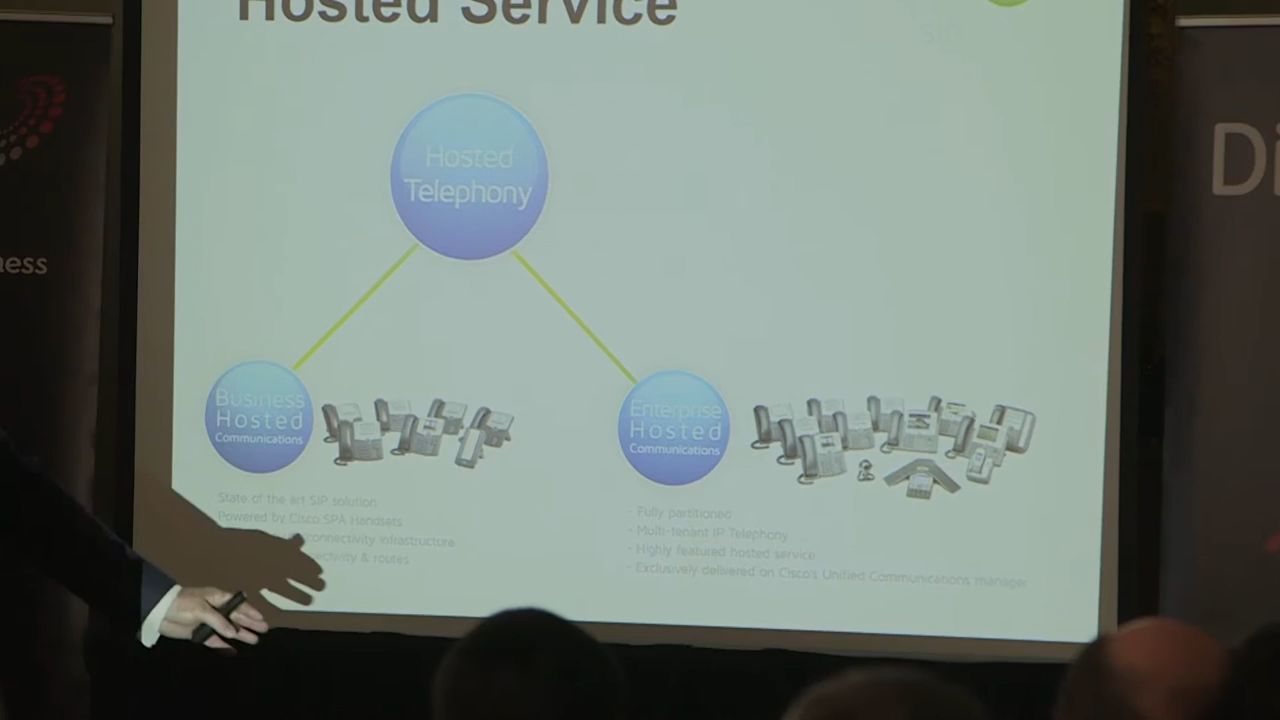 Hosted Service
Hosted
Telephony
Business
Hosted
Communications
Enterprise
Hosted
Communications
State of the art SIP solution
Powered by Cisco SPA Handsets
connectivity infrastructure
& routes
- Fully partitioned
- Multi-tenant IP Telephony
- Highly featured hosted service
- Exclusively delivered on Cisco's Unified Communications manager
ness
Di